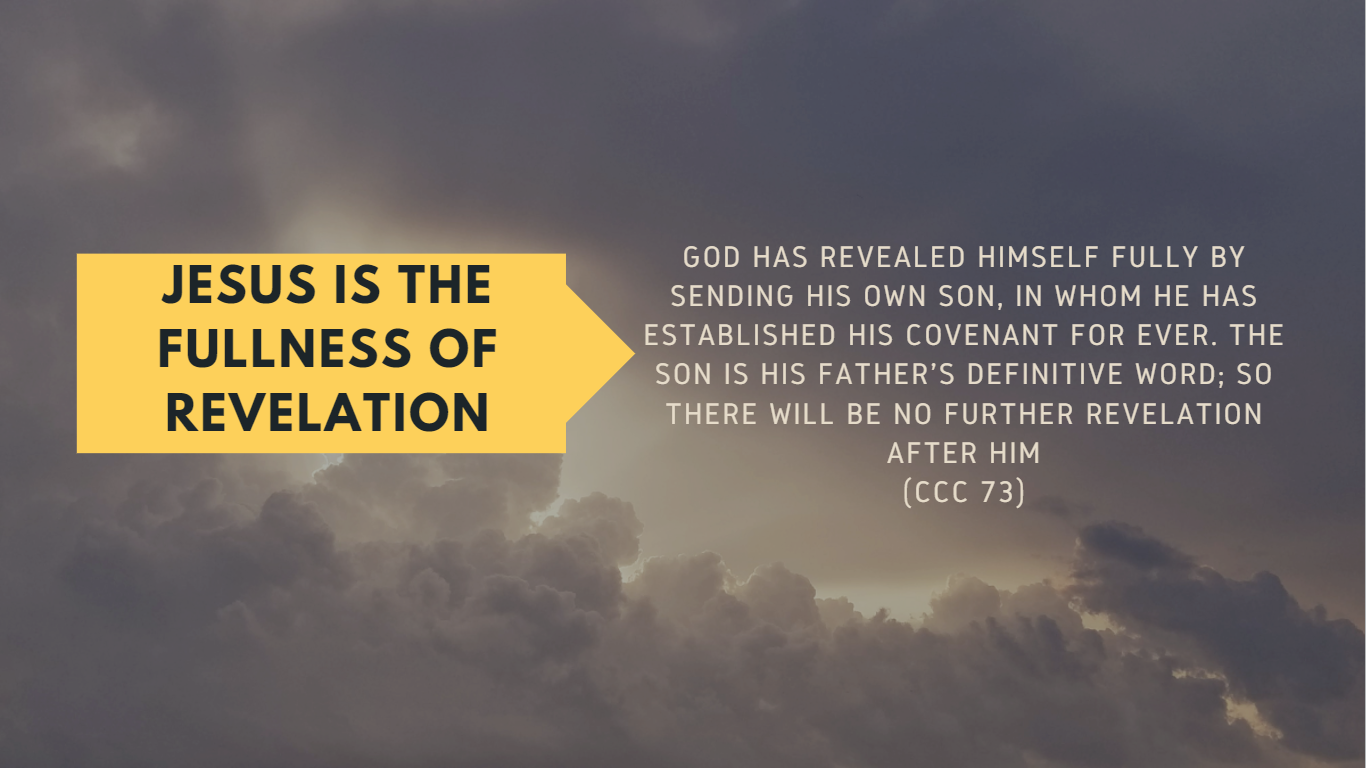 JESUS IS THE
FULLNESS OF
REVELATION
GOD HAS REVEALED HIMSELF FULLY BY
SENDING HIS OWN SON, IN WHOM HE HAS
ESTABLISHED HIS COVENANT FOR EVER. THE
SON IS HIS FATHER’S DEFINITIVE WORD; SO
THERE WILL BE NO FURTHER REVELATION
AFTER HIM
(CCC 73)